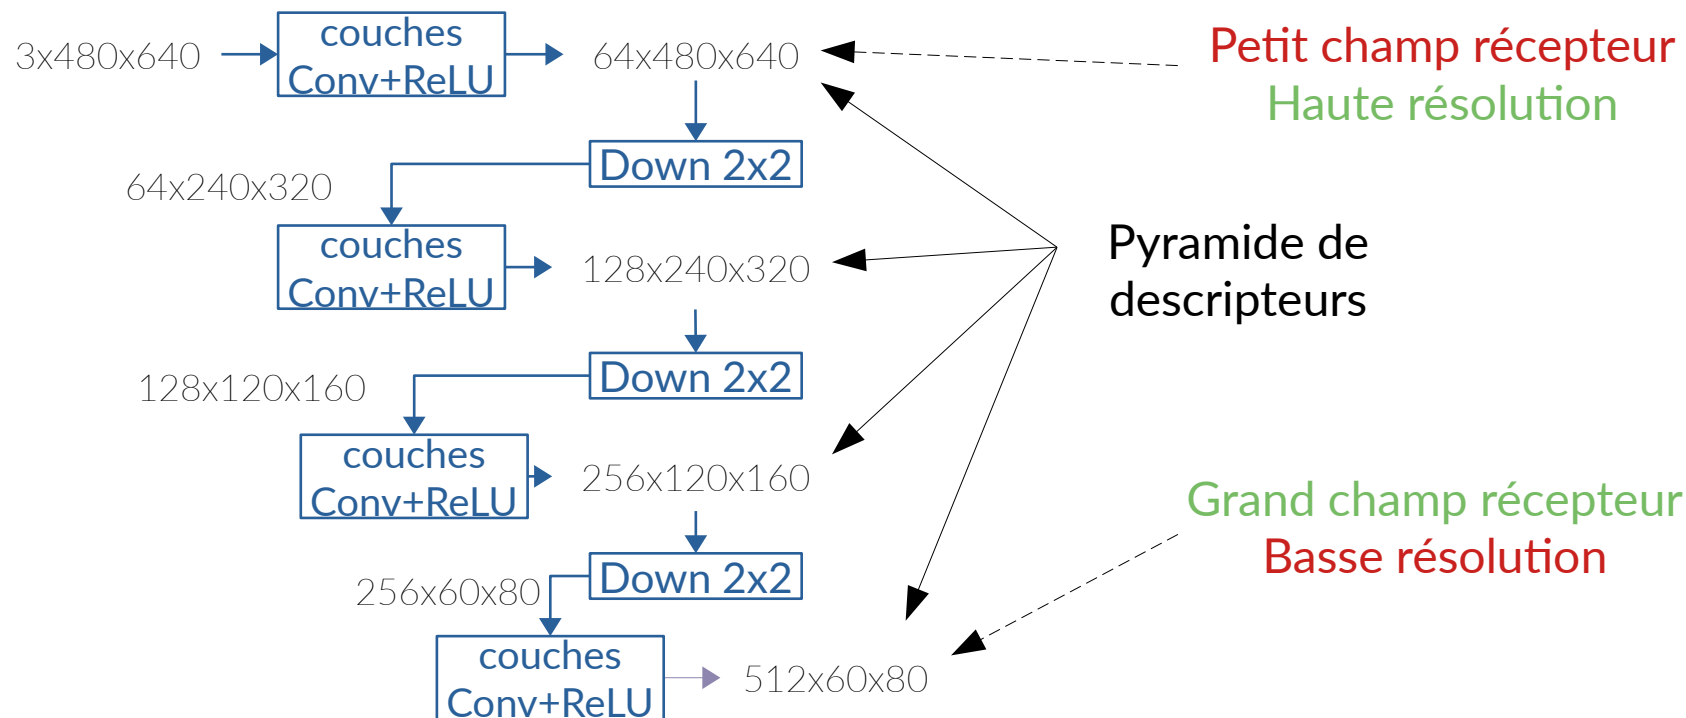 3x480x640
couches
Conv+ReLU
64x480x640
Petit champ récepteur
Haute résolution
Down 2x2
64x240x320
couches
Conv+ReLU
128x240x320
Pyramide de
descripteurs
Down 2x2
128x120x160
couches
Conv+ReLU
256x120x160
Grand champ récepteur
Basse résolution
Down 2x2
256x60x80
couches
Conv+ReLU
512x60x80